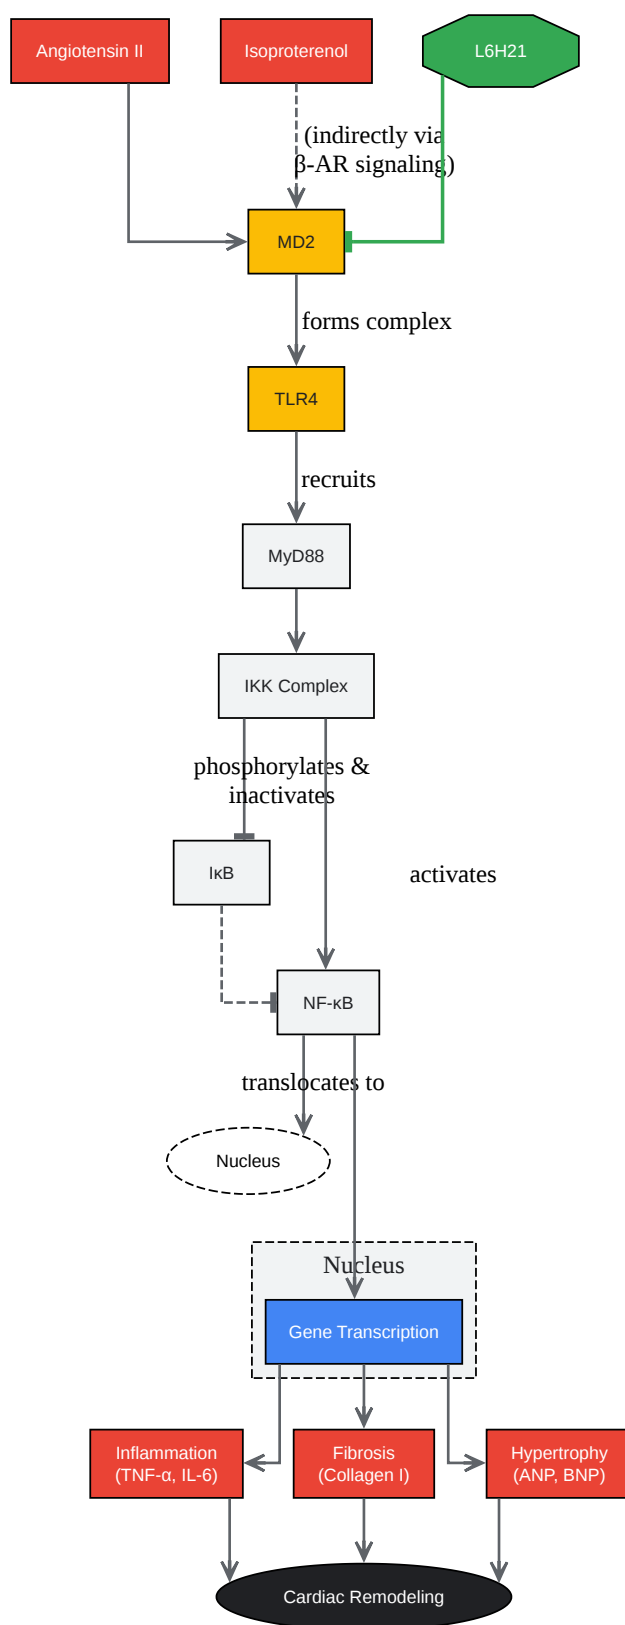 Angiotensin II
Isoproterenol
L6H21
(indirectly via
β-AR signaling)
MD2
forms complex
TLR4
recruits
MyD88
IKK Complex
phosphorylates &
inactivates
IκB
activates
NF-κB
translocates to
Nucleus
Nucleus
Gene Transcription
Inflammation
(TNF-α, IL-6)
Fibrosis
(Collagen I)
Hypertrophy
(ANP, BNP)
Cardiac Remodeling